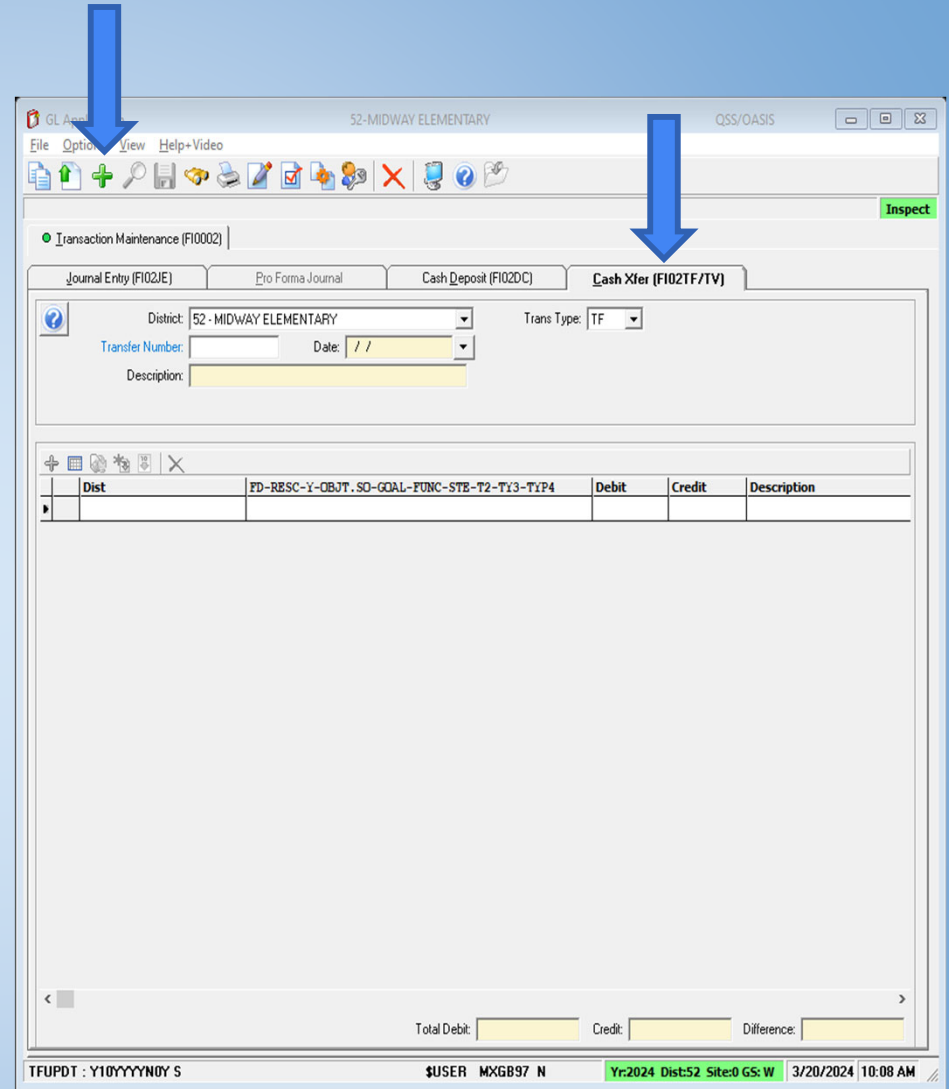 GL 52-MIDWAY ELEMENTARY QSS/OASIS
File View Help+Video
Inspect
Transaction Maintenance (FI0002)
Journal Entry (FI02JE) Pro Forma Journal Cash Deposit (FI02DC) Cash Xfer (FI02TF/TV)
District: 52 - MIDWAY ELEMENTARY Trans Type: TF
Transfer Number: Date: / /
Description:
Dist FD-RESC-Y-OBJT.SO-GOAL-FUNC-STE-T2-TY3-TYP4 Debit Credit Description
Total Debit: Credit: Difference:
TFUPDT : Y10YYYYN0Y S $USER MXGB97 N Yr:2024 Dist:52 Site:0 GS: W 3/20/2024 10:08 AM